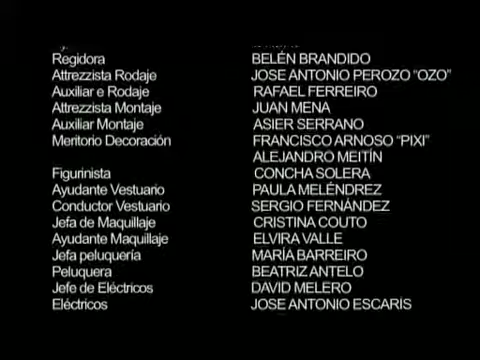 Regidora BELÉN BRANDIDO
Attrezzista Rodaje JOSE ANTONIO PEROZO “OZO”
Auxiliar e Rodaje RAFAEL FERREIRO
Attrezzista Montaje JUAN MENA
Auxiliar Montaje ASIER SERRANO
Meritorio Decoración FRANCISCO ARNOSO “PIXI”
ALEJANDRO MEITÍN
Figurinista CONCHA SOLERA
Ayudante Vestuario PAULA MELÉNDREZ
Conductor Vestuario SERGIO FERNÁNDEZ
Jefa de Maquillaje CRISTINA COUTO
Ayudante Maquillaje ELVIRA VALLE
Jefa peluquería MARÍA BARREIRO
Peluquera BEATRIZ ANTELO
Jefe de Eléctricos DAVID MELERO
Eléctricos JOSE ANTONIO ESCARÍS